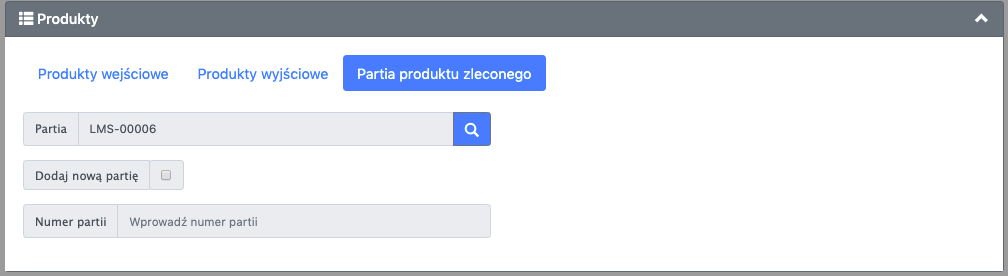 Produkty
Produkty wejściowe Produkty wyjściowe Partia produktu zleconego
Partia LMS-00006
Dodaj nową partię
Numer partii Wprowadź numer partii